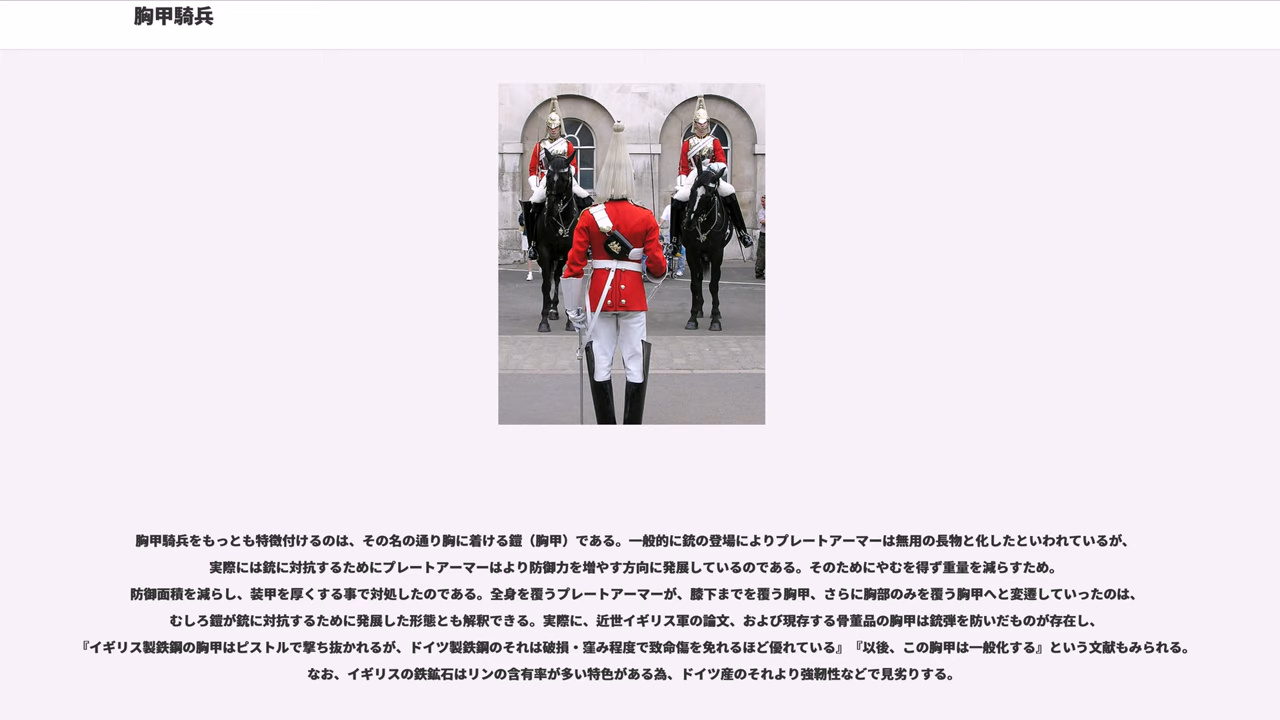 胸甲騎兵
胸甲騎兵をもっとも特徴付けるのは、その名の通り胸に着ける鎧（胸甲）である。一般的に銃の登場によりプレートアーマーは無用の長物と化したといわれているが、
実際には銃に対抗するためにプレートアーマーはより防御力を増やす方向に発展しているのである。そのためにやむを得ず重量を減らすため。
防御面積を減らし、装甲を厚くする事で対処したのである。全身を覆うプレートアーマーが、膝下までを覆う胸甲、さらに胸部のみを覆う胸甲へと変遷していったのは、
むしろ鎧が銃に対抗するために発展した形態とも解釈できる。実際に、近世イギリス軍の論文、および現存する骨董品の胸甲は銃弾を防いだものが存在し、
『イギリス製鉄鋼の胸甲はピストルで撃ち抜かれるが、ドイツ製鉄鋼のそれは破損・窪み程度で致命傷を免れるほど優れている』『以後、この胸甲は一般化する』という文献もみられる。
なお、イギリスの鉄鉱石はリンの含有率が多い特色がある為、ドイツ産のそれより強靭性などで見劣りする。